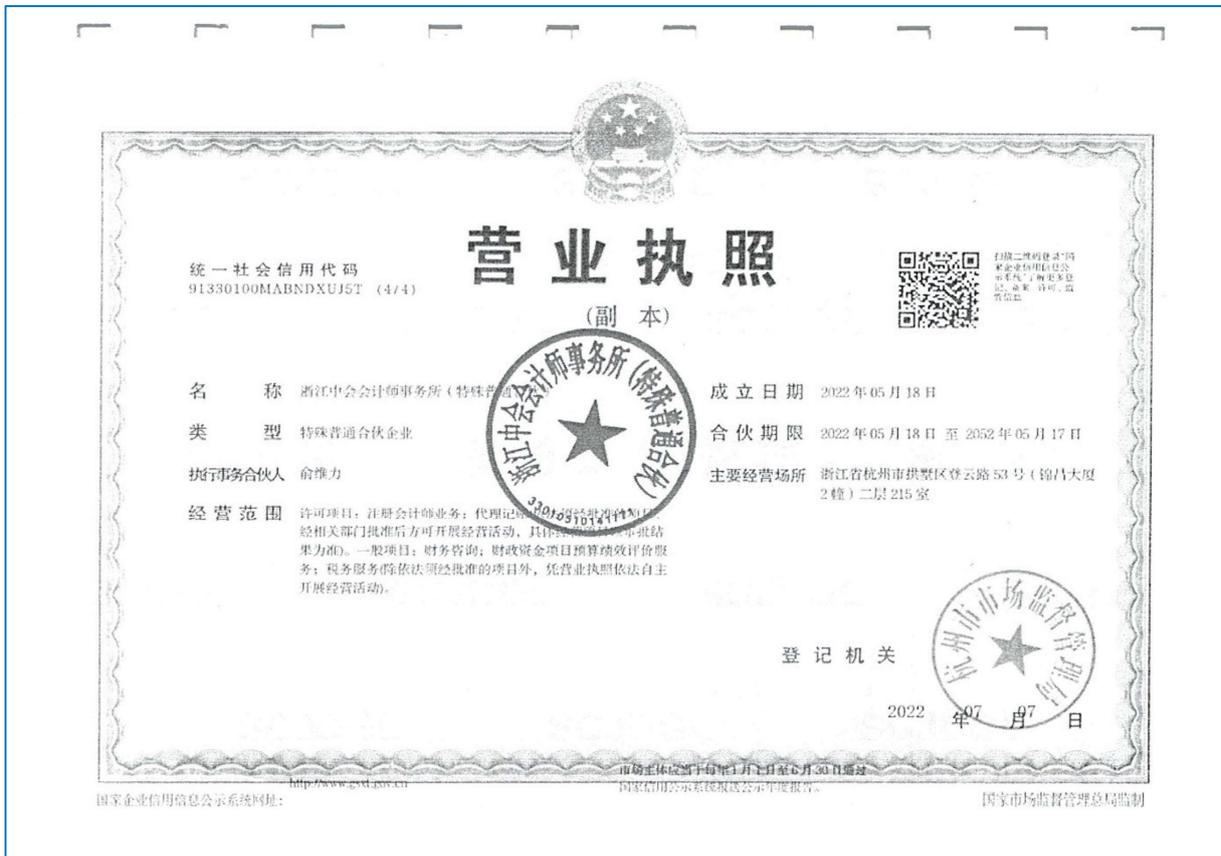 营业执照
(副 本)
统一社会信用代码
91330100MABNDXUJ5T (4/4)
扫描二维码登录“国
家企业信用信息公
示系统”了解更多登
记、备案、许可、监
管信息
名 称 浙江中会会计师事务所（特殊普通
类 型 特殊普通合伙企业
执行事务合伙人 俞维力
经营范围 许可项目：注册会计师业务；代理记
经相关部门批准后方可开展经营活动，具体
果为准)。一般项目：财务咨询；财政资金项目预算绩效评价服
务；税务服务(除依法须经批准的项目外，凭营业执照依法自主
开展经营活动)。
成立日期 2022年05月18日
合伙期限 2022年05月18日 至 2052年05月17日
主要经营场所 浙江省杭州市拱墅区登云路53号（锦昌大厦
2幢）二层215室
浙江中会会计师事务所（特殊普通合伙）
登记机关
杭州市市场监督管理局
2022 年 07 月 07 日
国家企业信用信息公示系统网址：
市场主体应当于每年1月1日至6月30日通过
国家信用公示系统报送公示年度报告。
国家市场监督管理总局监制